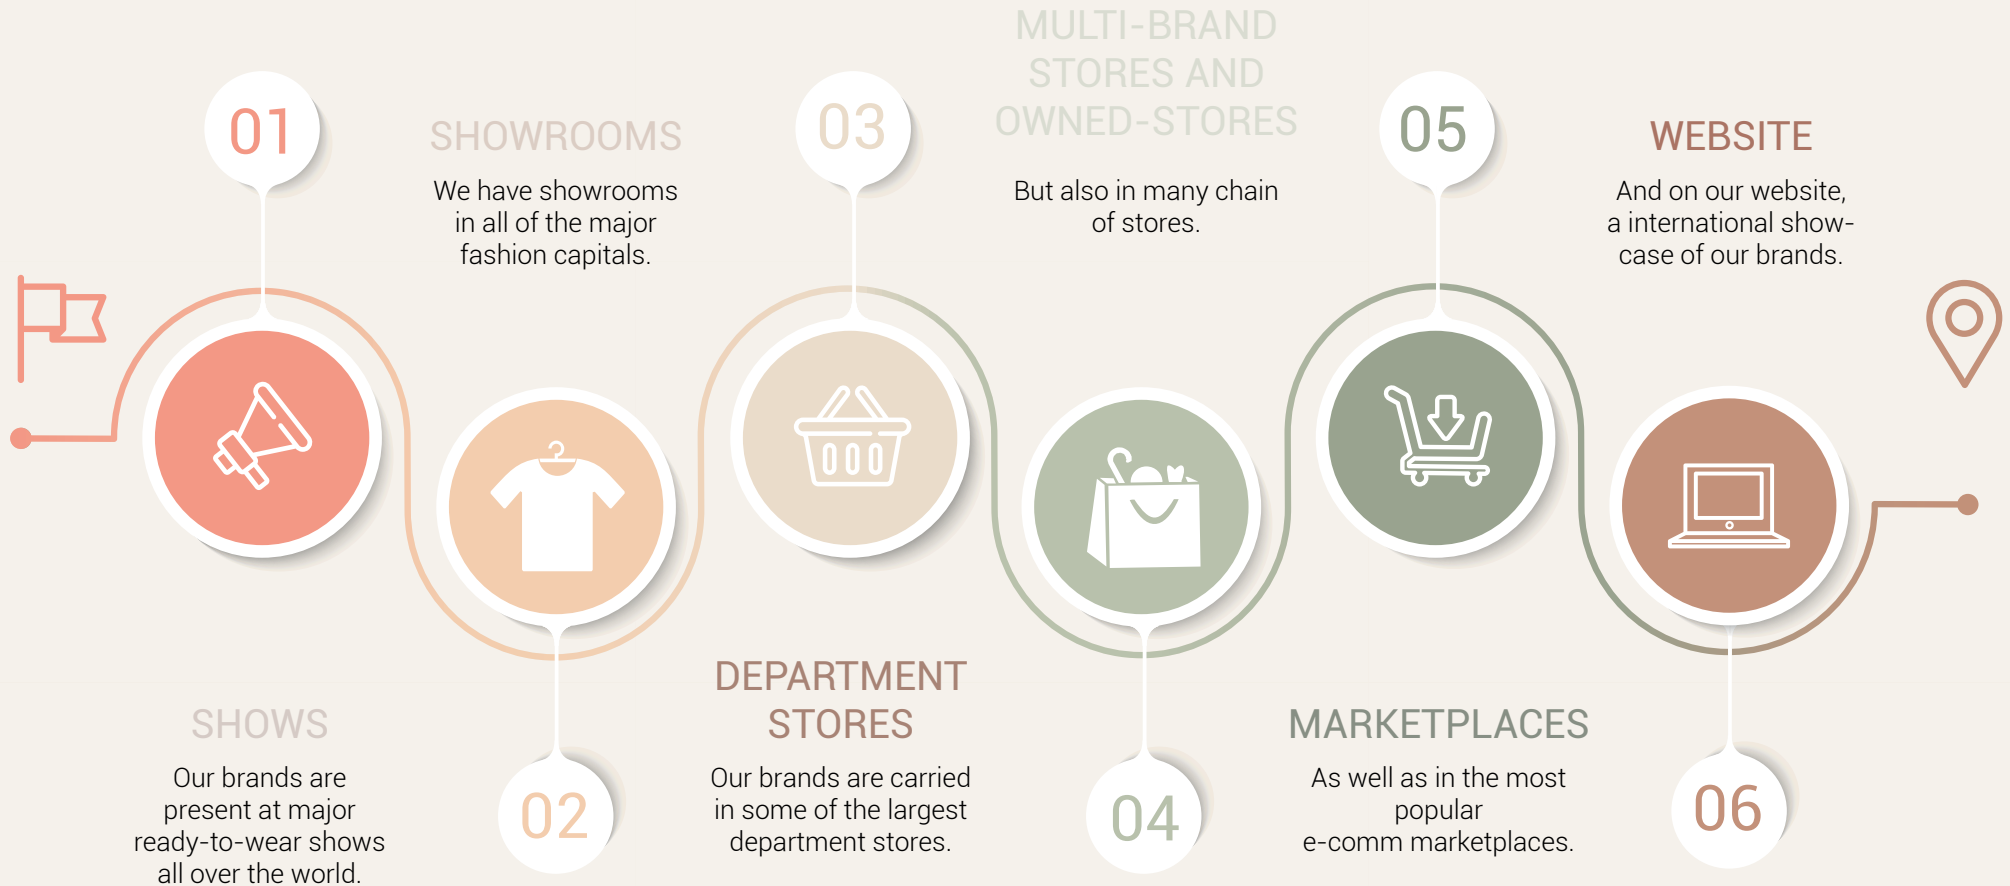 01
SHOWS
Our brands are
present at major
ready-to-wear shows
all over the world.
02
SHOWROOMS
We have showrooms
in all of the major
fashion capitals.
03
DEPARTMENT
STORES
Our brands are carried
in some of the largest
department stores.
04
MULTI-BRAND
STORES AND
OWNED-STORES
But also in many chain
of stores.
05
MARKETPLACES
As well as in the most
popular
e-comm marketplaces.
06
WEBSITE
And on our website,
a international show-
case of our brands.